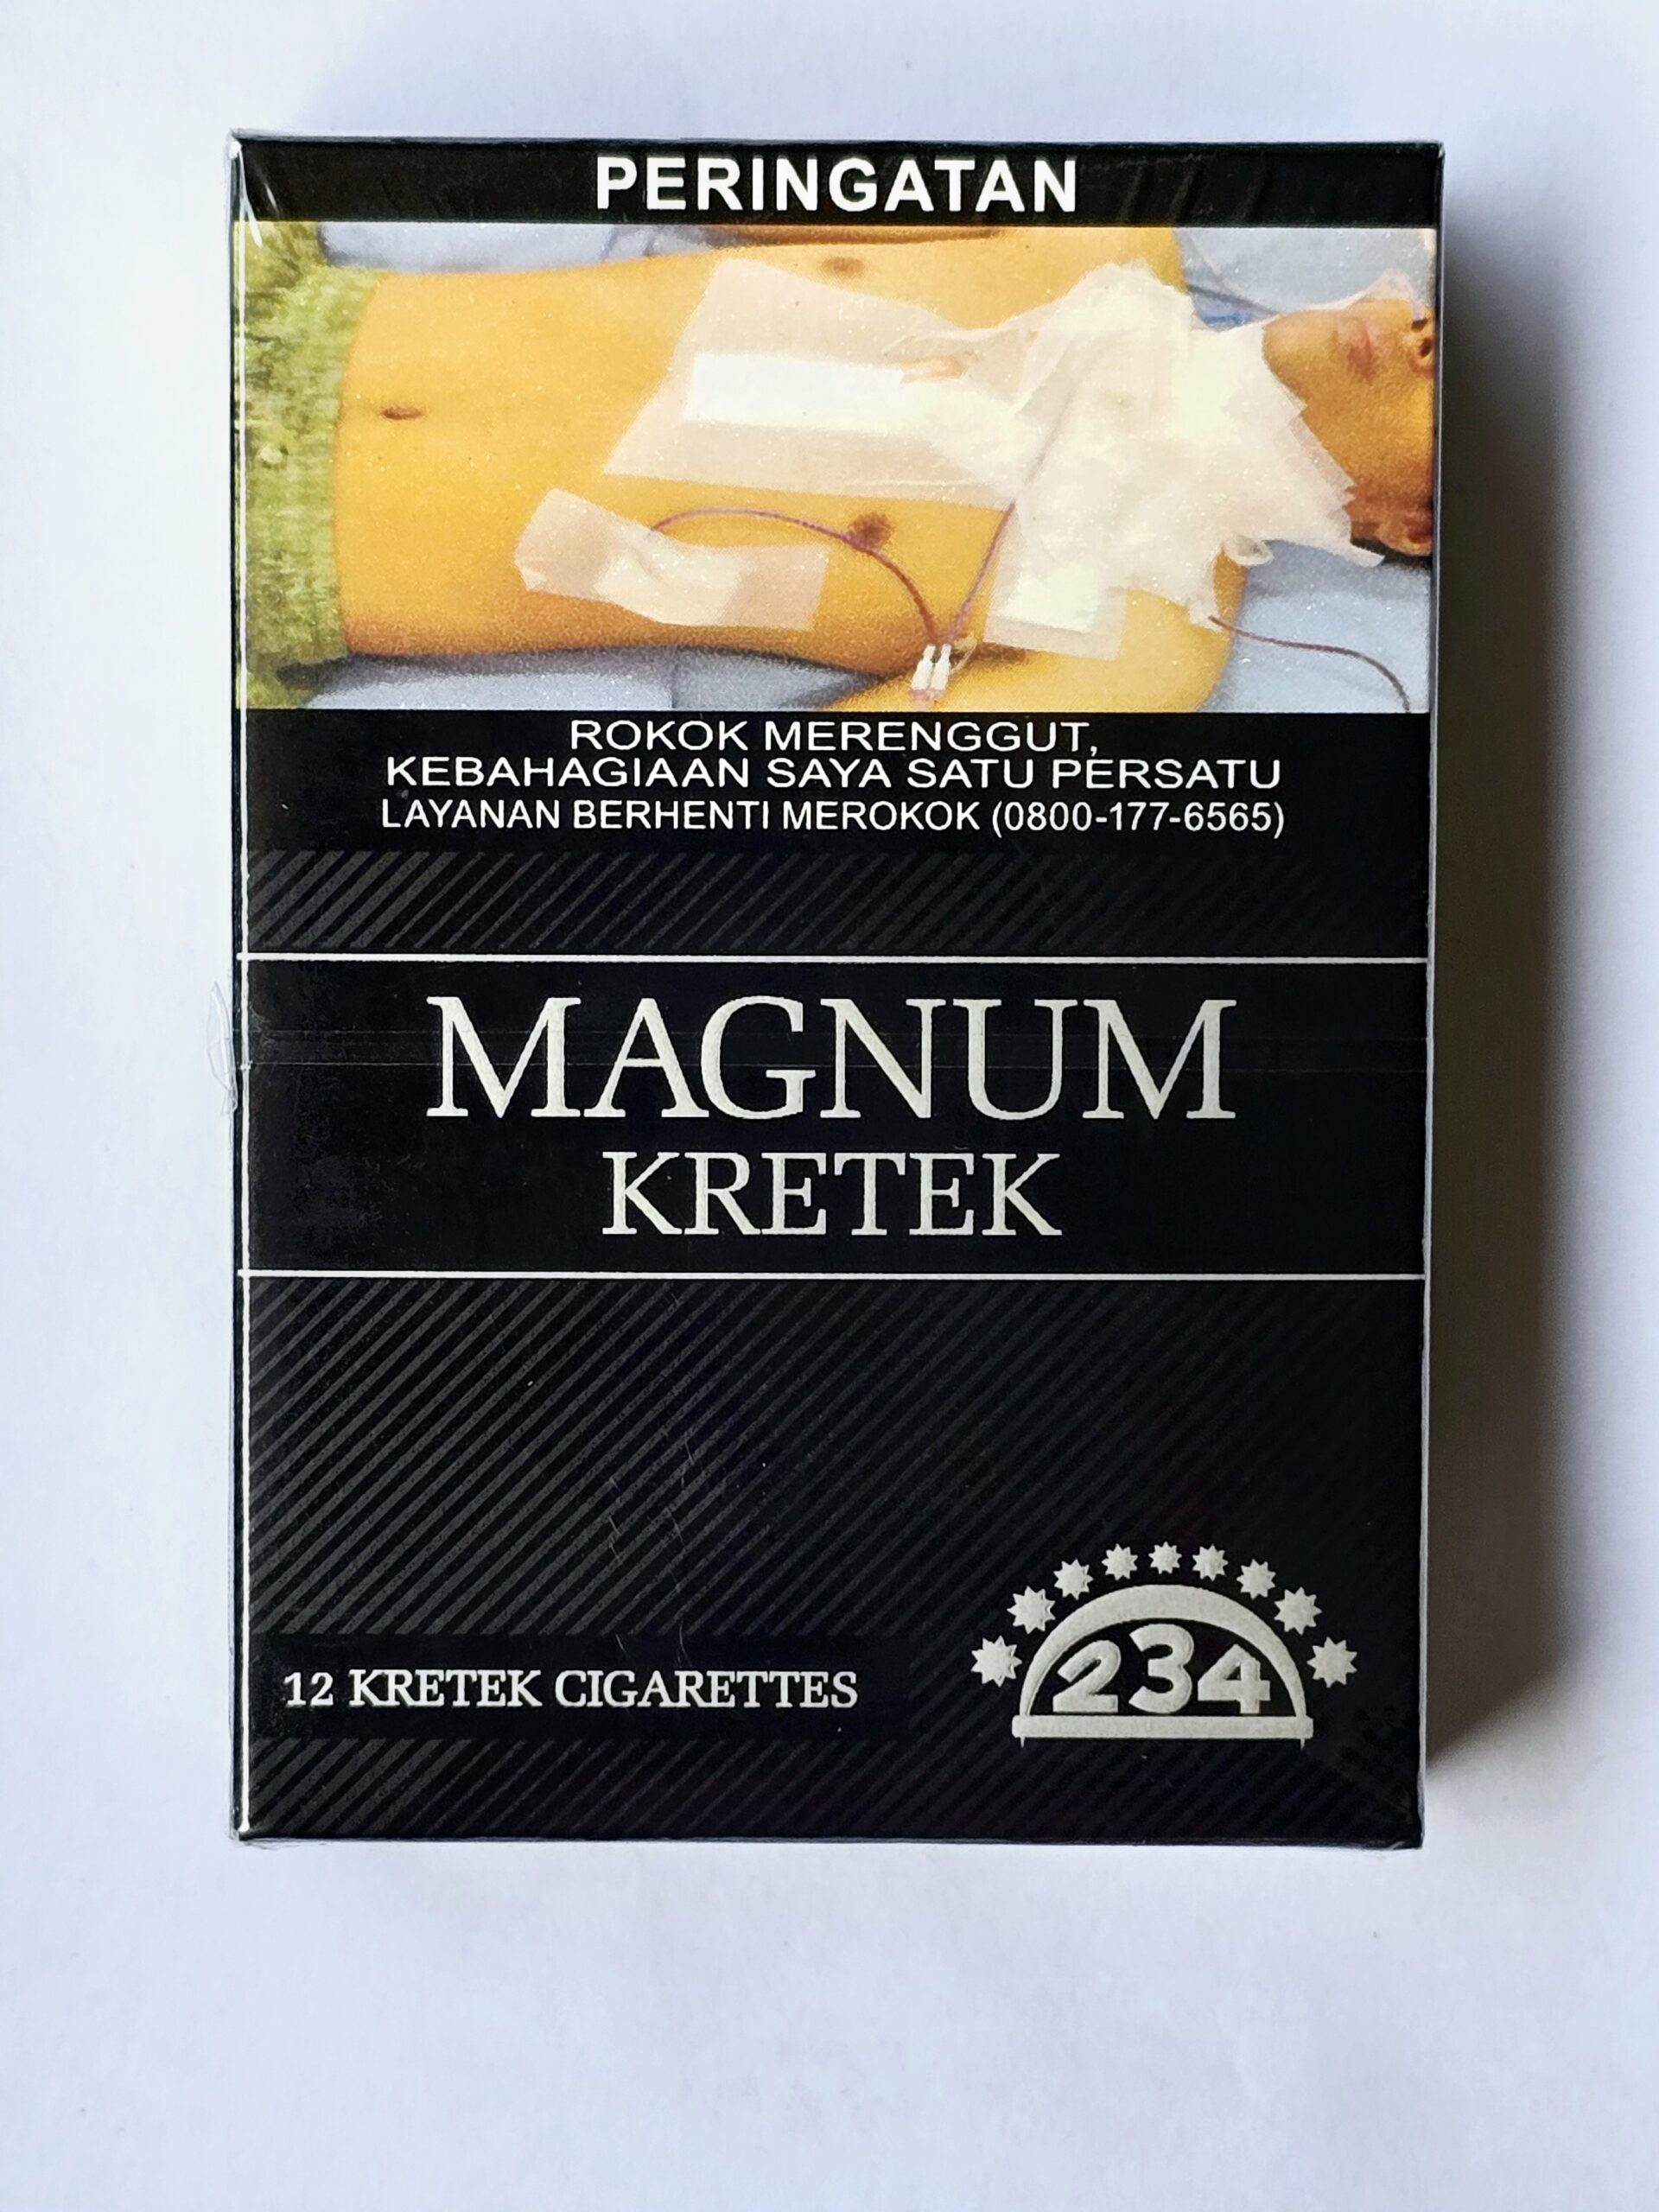 PERINGATAN
ROKOK MERENGGUT,
KEBAHAGIAAN SAYA SATU PERSATU
LAYANAN BERHENTI MEROKOK (0800-177-6565)
MAGNUM
KRETEK
234
12 KRETEK CIGARETTES